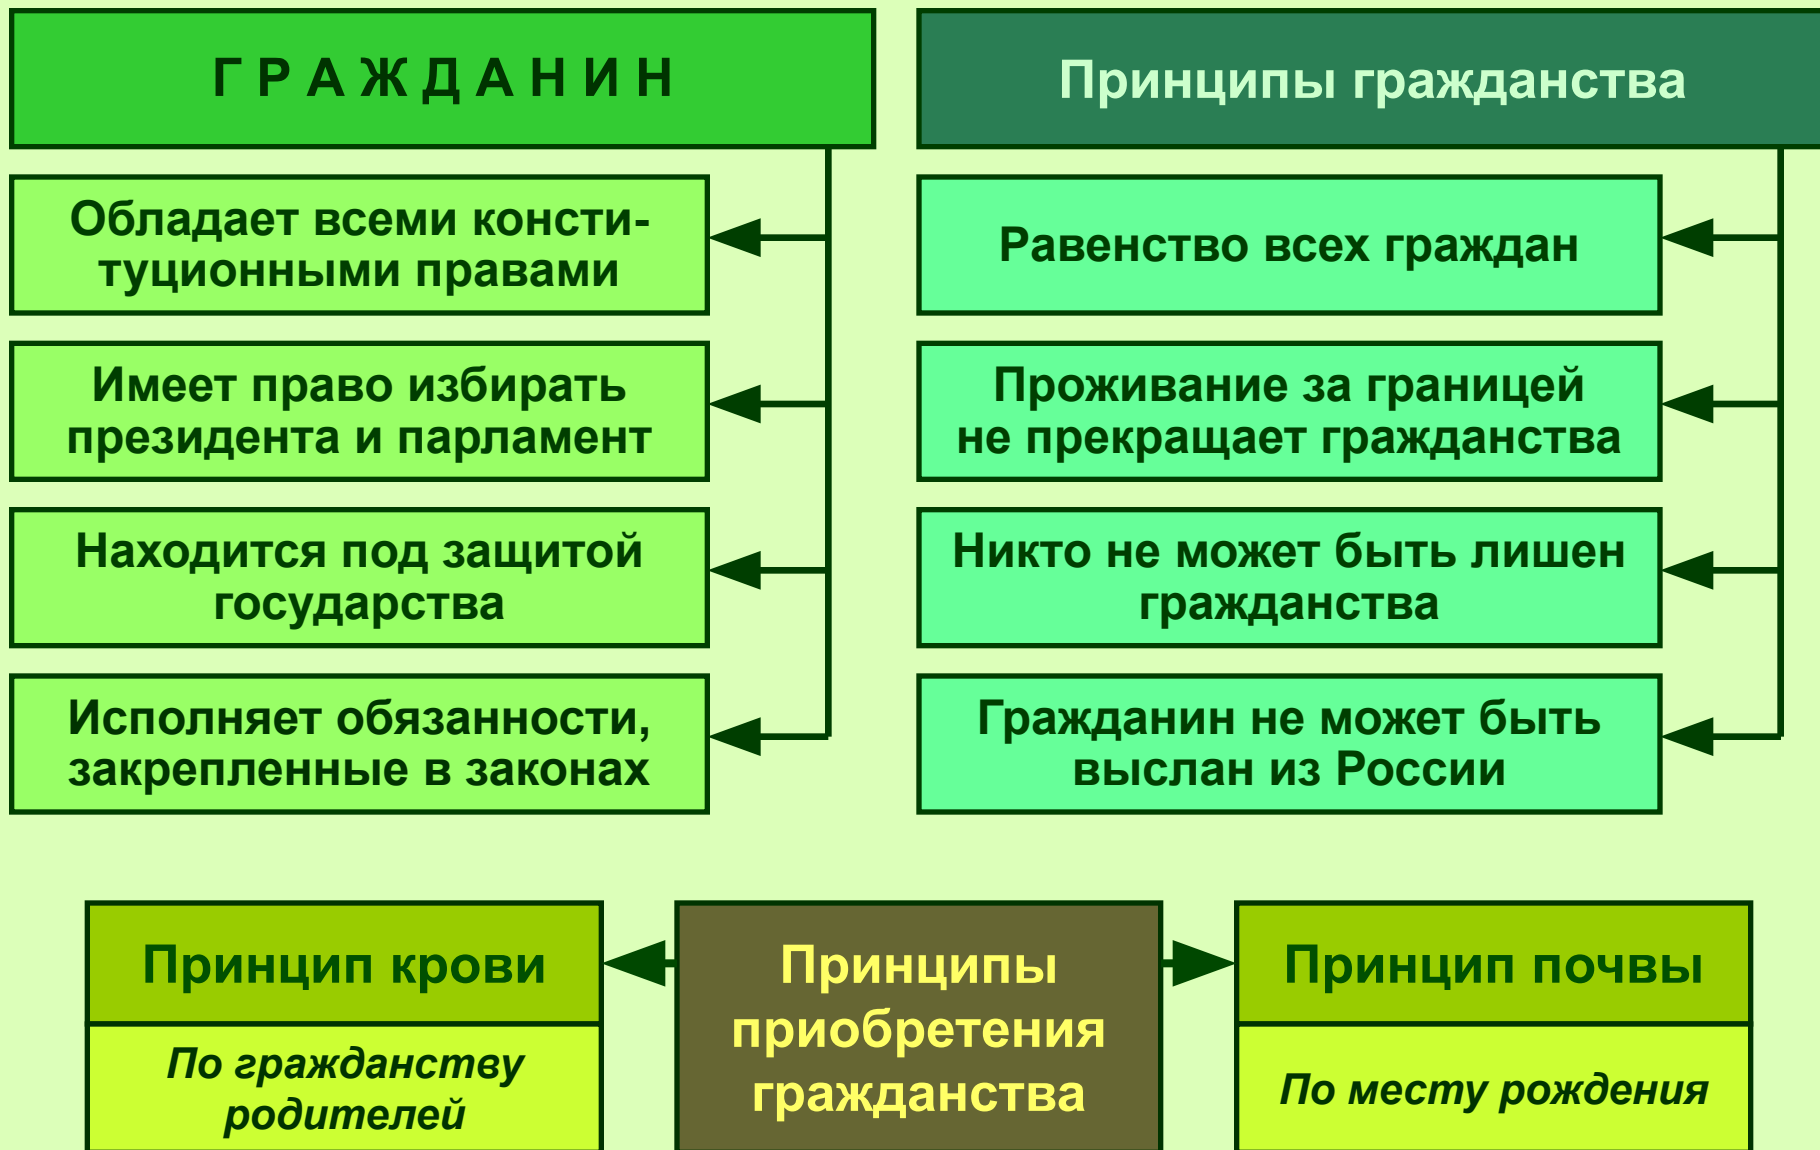 Г Р А Ж Д А Н И Н
Обладает всеми консти-
туционными правами
Имеет право избирать
президента и парламент
Находится под защитой
государства
Исполняет обязанности,
закрепленные в законах
Принципы гражданства
Равенство всех граждан
Проживание за границей
не прекращает гражданства
Никто не может быть лишен
гражданства
Гражданин не может быть
выслан из России
Принцип крови
По гражданству
родителей
Принципы
приобретения
гражданства
Принцип почвы
По месту рождения